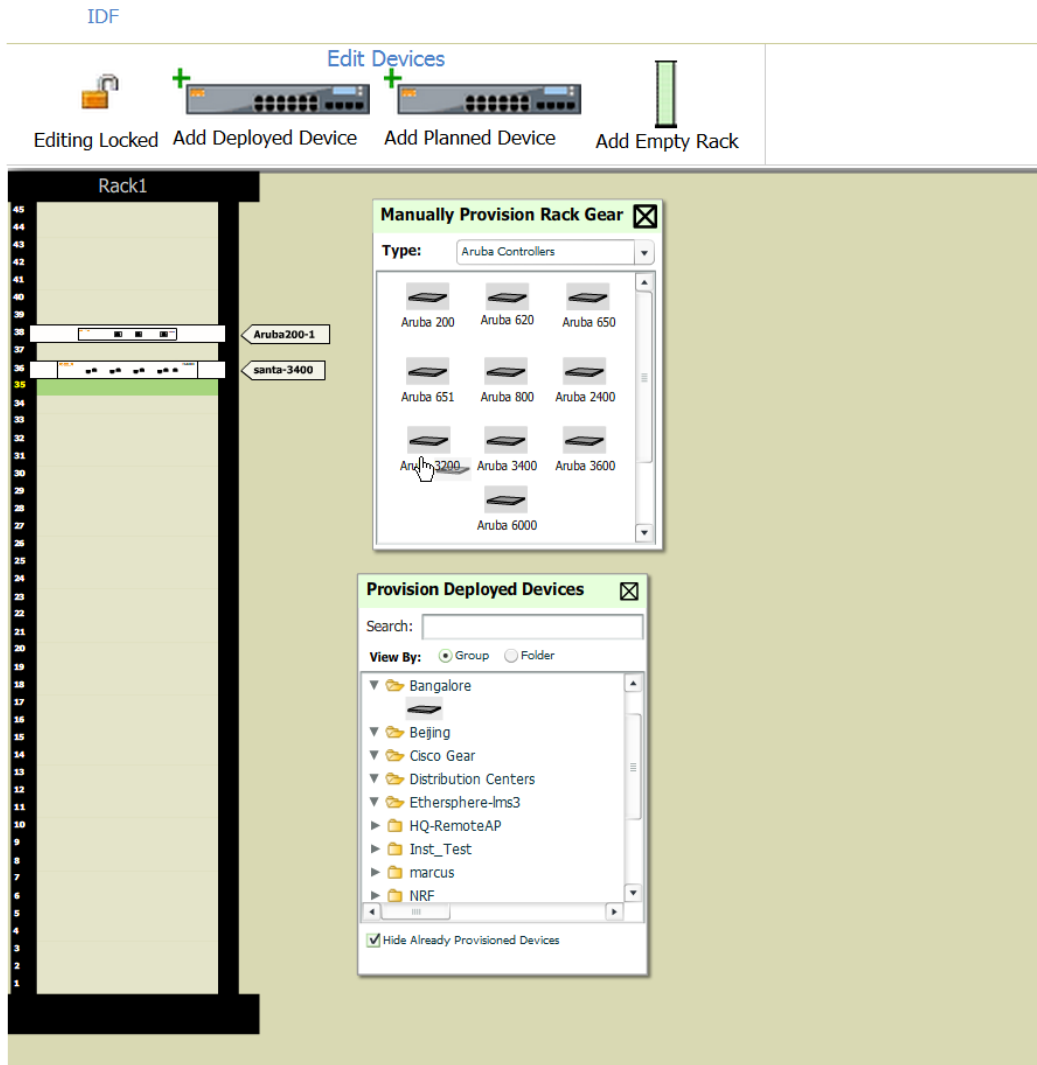 IDF
Edit Devices
Editing Locked
Add Deployed Device
Add Planned Device
Add Empty Rack
Rack1
45
44
43
42
41
40
39
38
37
36
35
34
33
32
31
30
29
28
27
26
25
24
23
22
21
20
19
18
17
16
15
14
13
12
11
10
9
8
7
6
5
4
3
2
1
Aruba200-1
santa-3400
Manually Provision Rack Gear
Type: Aruba Controllers
Aruba 200 Aruba 620 Aruba 650
Aruba 651 Aruba 800 Aruba 2400
Aruba 3200 Aruba 3400 Aruba 3600
Aruba 6000
Provision Deployed Devices
Search:
View By: Group Folder
Bangalore
Beijing
Cisco Gear
Distribution Centers
Ethersphere-lms3
HQ-RemoteAP
Inst_Test
marcus
NRF
Hide Already Provisioned Devices